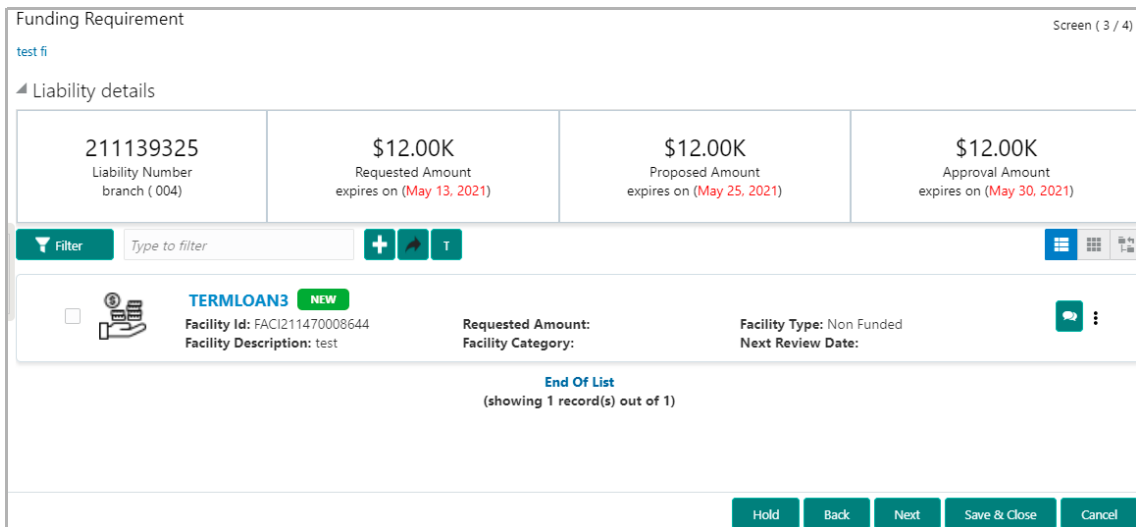 Funding Requirement
Screen ( 3 / 4)
test fi
Liability details
211139325
Liability Number
branch ( 004)
$12.00K
Requested Amount
expires on (May 13, 2021)
$12.00K
Proposed Amount
expires on (May 25, 2021)
$12.00K
Approval Amount
expires on (May 30, 2021)
Filter
Type to filter
T
TERMLOAN3 NEW
Facility Id: FACI211470008644
Requested Amount:
Facility Type: Non Funded
Facility Description: test
Facility Category:
Next Review Date:
End Of List
(showing 1 record(s) out of 1)
Hold
Back
Next
Save & Close
Cancel